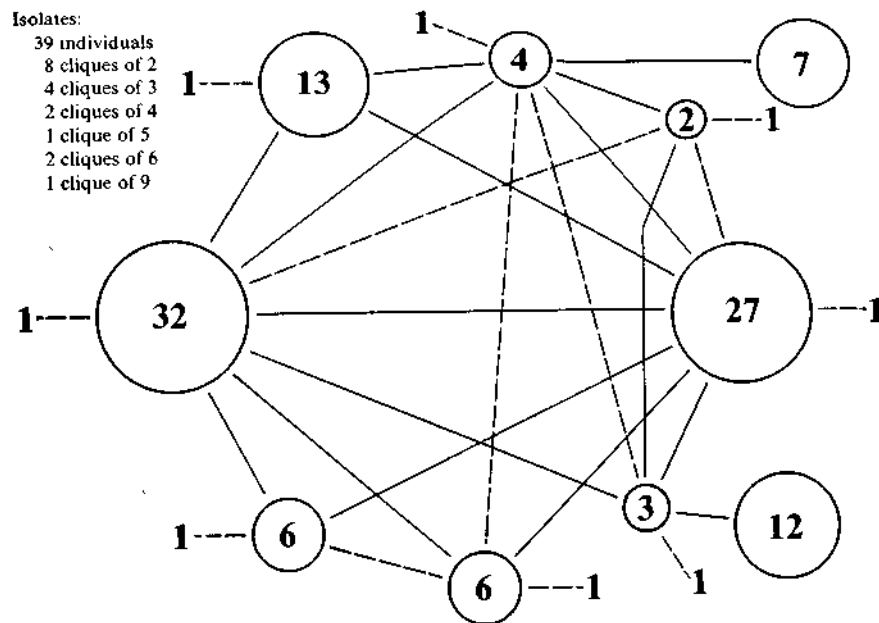 Isolates:
39 individuals
8 cliques of 2
4 cliques of 3
2 cliques of 4
1 clique of 5
2 cliques of 6
1 clique of 9
1
4
7
1
13
2
1
1
32
27
1
3
12
1
6
6
1
1